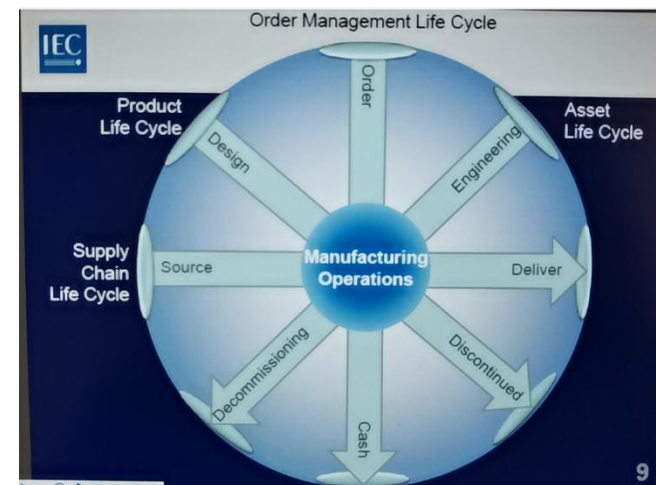 Order Management Life Cycle
IEC
Product
Life Cycle
Asset
Life Cycle
Order
Design
Engineering
Supply
Chain
Life Cycle
Source
Manufacturing
Operations
Deliver
Decommissioning
Discontinued
Cash
9